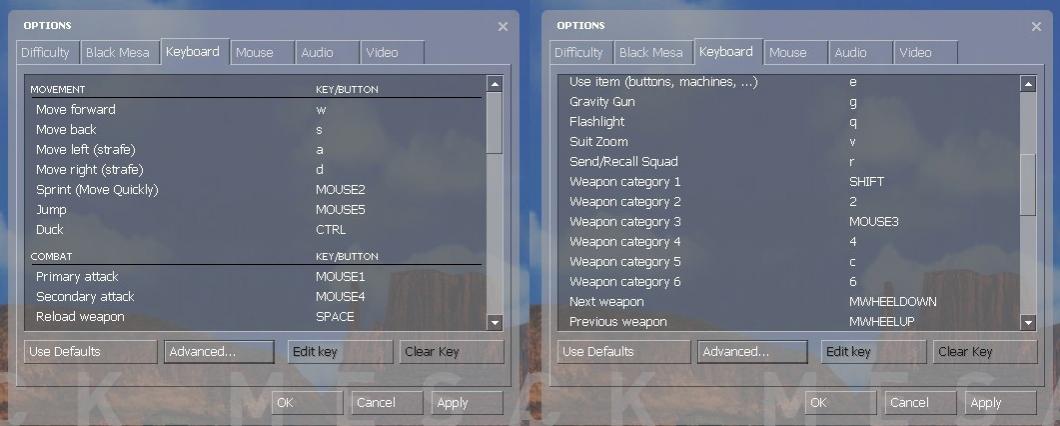 OPTIONS
Difficulty Black Mesa Keyboard Mouse Audio Video
MOVEMENT KEY/BUTTON
Move forward w
Move back s
Move left (strafe) a
Move right (strafe) d
Sprint (Move Quickly) MOUSE2
Jump MOUSE5
Duck CTRL
COMBAT KEY/BUTTON
Primary attack MOUSE1
Secondary attack MOUSE4
Reload weapon SPACE
Use Defaults Advanced... Edit key Clear Key
OK Cancel Apply
CK MES
OPTIONS
Difficulty Black Mesa Keyboard Mouse Audio Video
Use item (buttons, machines, ...) e
Gravity Gun g
Flashlight q
Suit Zoom v
Send/Recall Squad r
Weapon category 1 SHIFT
Weapon category 2 2
Weapon category 3 MOUSE3
Weapon category 4 4
Weapon category 5 c
Weapon category 6 6
Next weapon MWHEELDOWN
Previous weapon MWHEELUP
Use Defaults Advanced... Edit key Clear Key
OK Cancel Apply
CK MESA